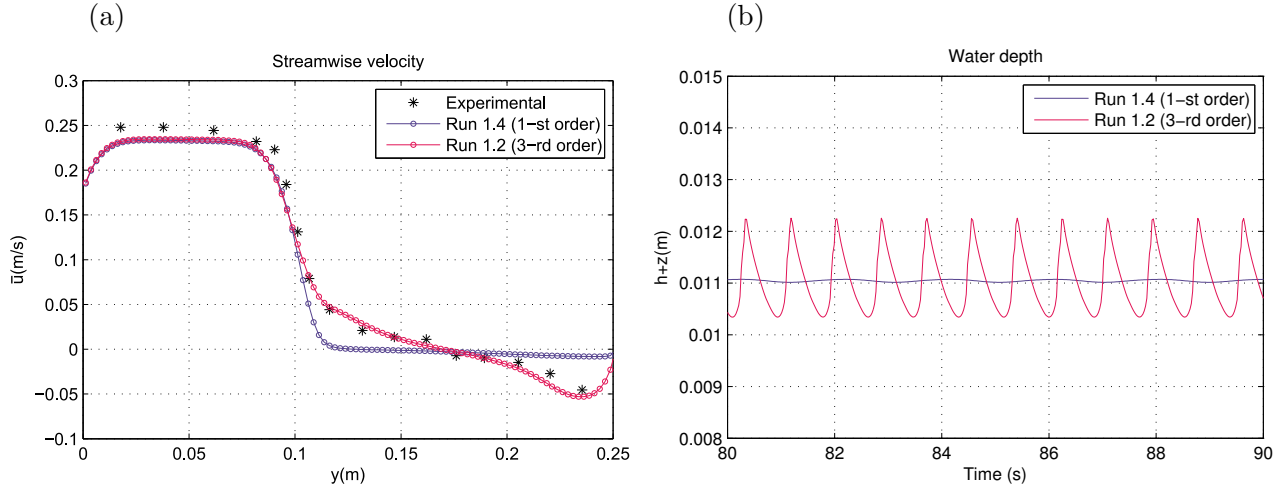 (a)
Streamwise velocity
0.3
0.25
0.2
0.15
0.1
0.05
0
−0.05
−0.1
ū(m/s)
Experimental
Run 1.4 (1−st order)
Run 1.2 (3−rd order)
0
0.05
0.1
0.15
0.2
0.25
y(m)
(b)
Water depth
0.015
0.014
0.013
0.012
0.011
0.01
0.009
0.008
h+z(m)
Run 1.4 (1−st order)
Run 1.2 (3−rd order)
80
82
84
86
88
90
Time (s)